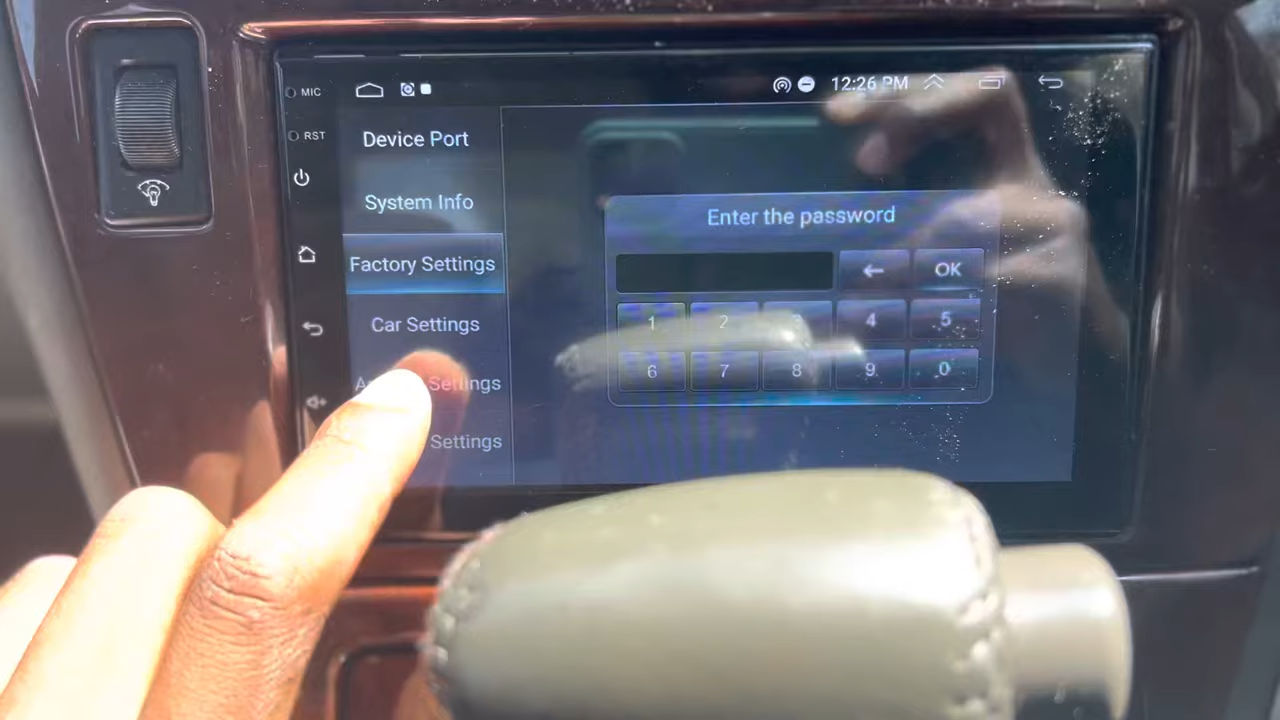 MIC
12:26 PM
RST
Device Port
System Info
Factory Settings
Car Settings
Settings
Settings
Enter the password
OK
1 2 3 4 5
6 7 8 9 0